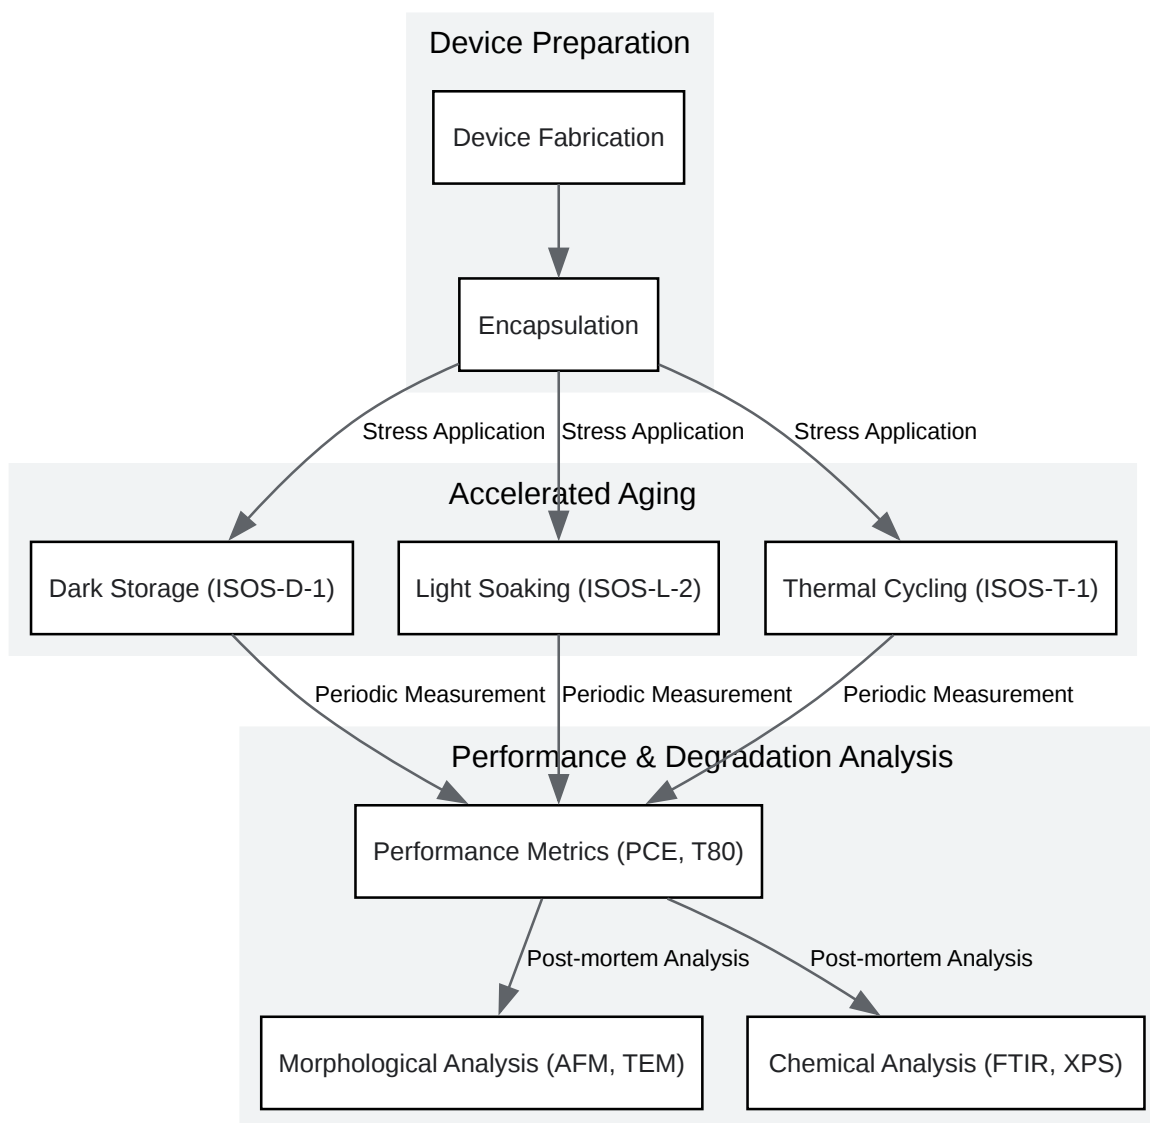 Device Preparation
Device Fabrication
Encapsulation
Stress Application
Stress Application
Stress Application
Accelerated Aging
Dark Storage (ISOS-D-1)
Light Soaking (ISOS-L-2)
Thermal Cycling (ISOS-T-1)
Periodic Measurement
Periodic Measurement
Periodic Measurement
Performance & Degradation Analysis
Performance Metrics (PCE, T80)
Post-mortem Analysis
Post-mortem Analysis
Morphological Analysis (AFM, TEM)
Chemical Analysis (FTIR, XPS)